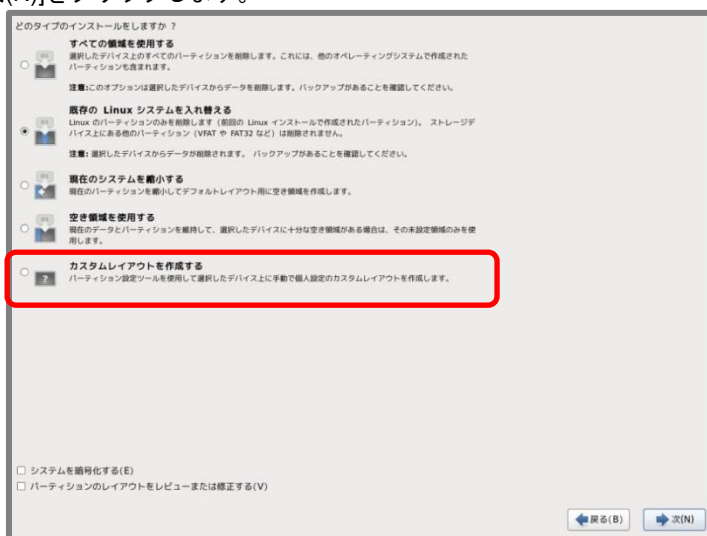 (N)]をクリックします。
どのタイプのインストールをしますか ?
すべての領域を使用する
選択したデバイス上のすべてのパーティションを削除します。これには、他のオペレーティングシステムで作成された
パーティションも含まれます。
注意:このオプションは選択したデバイスからデータを削除します。バックアップがあることを確認してください。
既存の Linux システムを入れ替える
Linux のパーティションのみを削除します (前回の Linux インストールで作成されたパーティション)。 ストレージデ
バイス上にある他のパーティション (VFAT や FAT32 など) は削除されません。
注意: 選択したデバイスからデータが削除されます。 バックアップがあることを確認してください。
現在のシステムを縮小する
現在のパーティションを縮小してデフォルトレイアウト用に空き領域を作成します。
空き領域を使用する
現在のデータとパーティションを維持して、選択したデバイスに十分な空き領域がある場合は、その未設定領域のみを使
用します。
カスタムレイアウトを作成する
パーティション設定ツールを使用して選択したデバイス上に手動で個人設定のカスタムレイアウトを作成します。
システムを暗号化する(E)
パーティションのレイアウトをレビューまたは修正する(V)
戻る(B) 次(N)